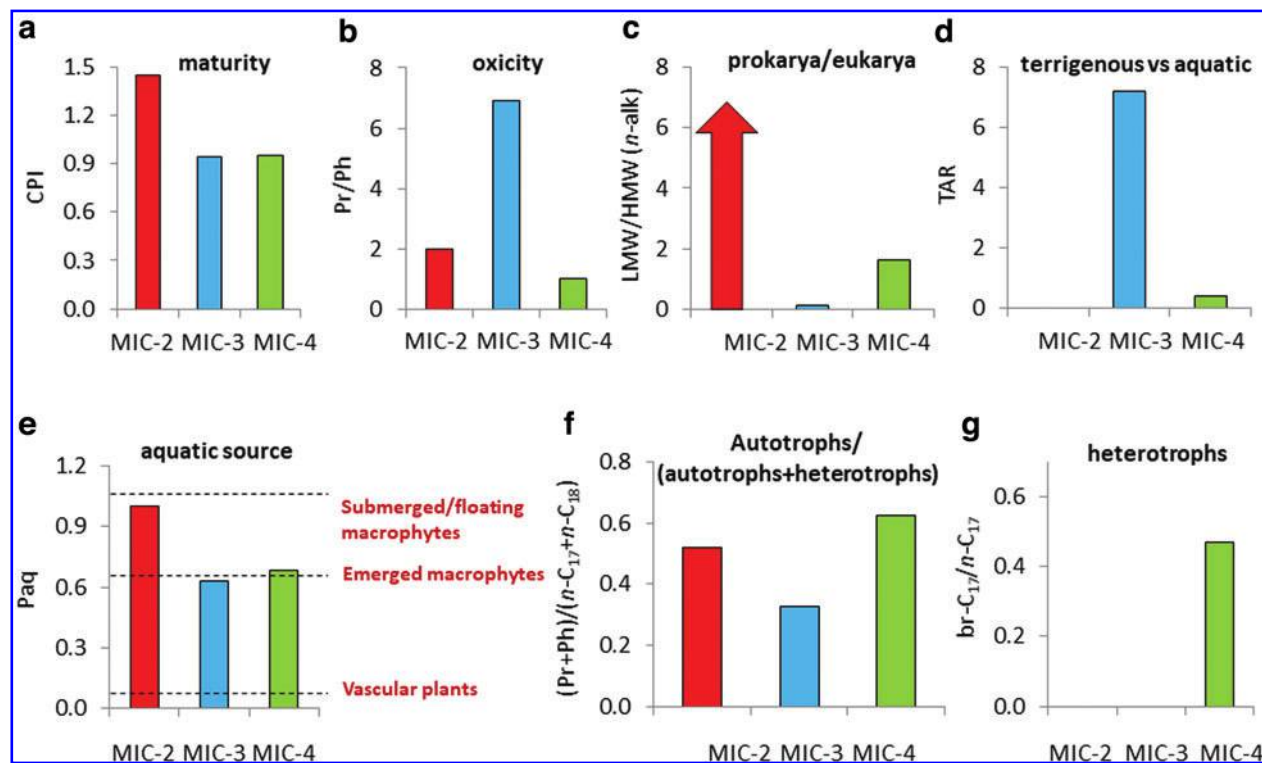 a
maturity
CPI
1.5
1.2
0.9
0.6
0.3
0.0
MIC-2 MIC-3 MIC-4
b
oxicity
Pr/Ph
8
6
4
2
0
MIC-2 MIC-3 MIC-4
c
prokarya/eukarya
LMW/HMW (n-alk)
8
6
4
2
0
MIC-2 MIC-3 MIC-4
d
terrigenous vs aquatic
TAR
8
6
4
2
0
MIC-2 MIC-3 MIC-4
e
aquatic source
Paq
1.2
0.9
0.6
0.3
0.0
Submerged/floating
macrophytes
Emerged macrophytes
Vascular plants
MIC-2 MIC-3 MIC-4
f
Autotrophs/
(autotrophs+heterotrophs)
(Pr+Ph)/(n-C₁₇+n-C₁₈)
0.8
0.6
0.4
0.2
0.0
MIC-2 MIC-3 MIC-4
g
heterotrophs
br-C₁₇/n-C₁₇
0.6
0.4
0.2
0.0
MIC-2 MIC-3 MIC-4